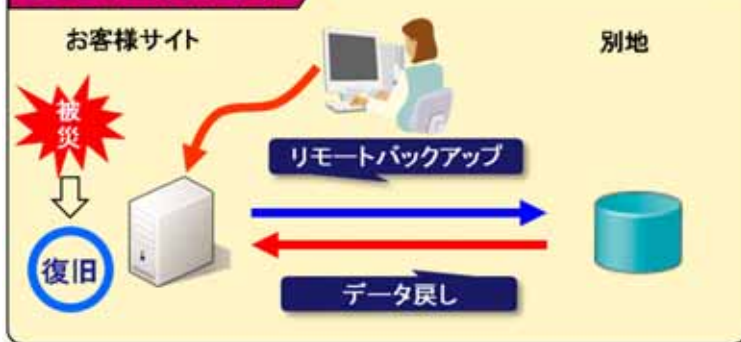 お客様サイト
別地
被災
リモートバックアップ
復旧
データ戻し